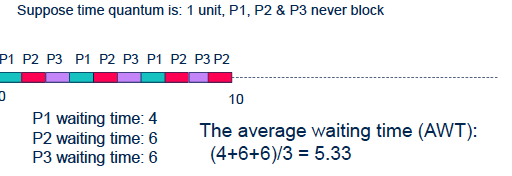 Suppose time quantum is: 1 unit, P1, P2 & P3 never block
P1 P2 P3 P1 P2 P3 P1 P2 P3 P2
0 10
P1 waiting time: 4
P2 waiting time: 6
P3 waiting time: 6
The average waiting time (AWT):
(4+6+6)/3 = 5.33